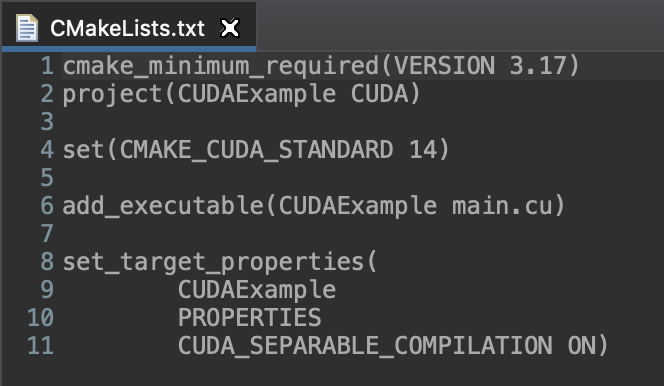 CMakeLists.txt
1 cmake_minimum_required(VERSION 3.17)
2 project(CUDAExample CUDA)
3
4 set(CMAKE_CUDA_STANDARD 14)
5
6 add_executable(CUDAExample main.cu)
7
8 set_target_properties(
9         CUDAExample
10         PROPERTIES
11         CUDA_SEPARABLE_COMPILATION ON)